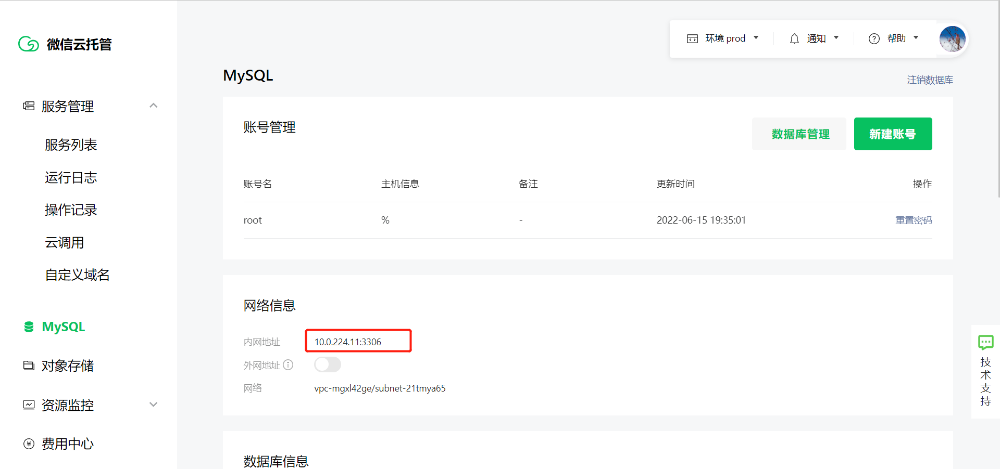 微信云托管
环境 prod
通知
帮助
服务管理
服务列表
运行日志
操作记录
云调用
自定义域名
MySQL
对象存储
资源监控
费用中心
MySQL
注销数据库
账号管理
数据库管理
新建账号
账号名 主机信息 备注 更新时间 操作
root % - 2022-06-15 19:35:01 重置密码
网络信息
内网地址 10.0.224.11:3306
外网地址
网络 vpc-mgxl42ge/subnet-21tmya65
数据库信息
技术支持